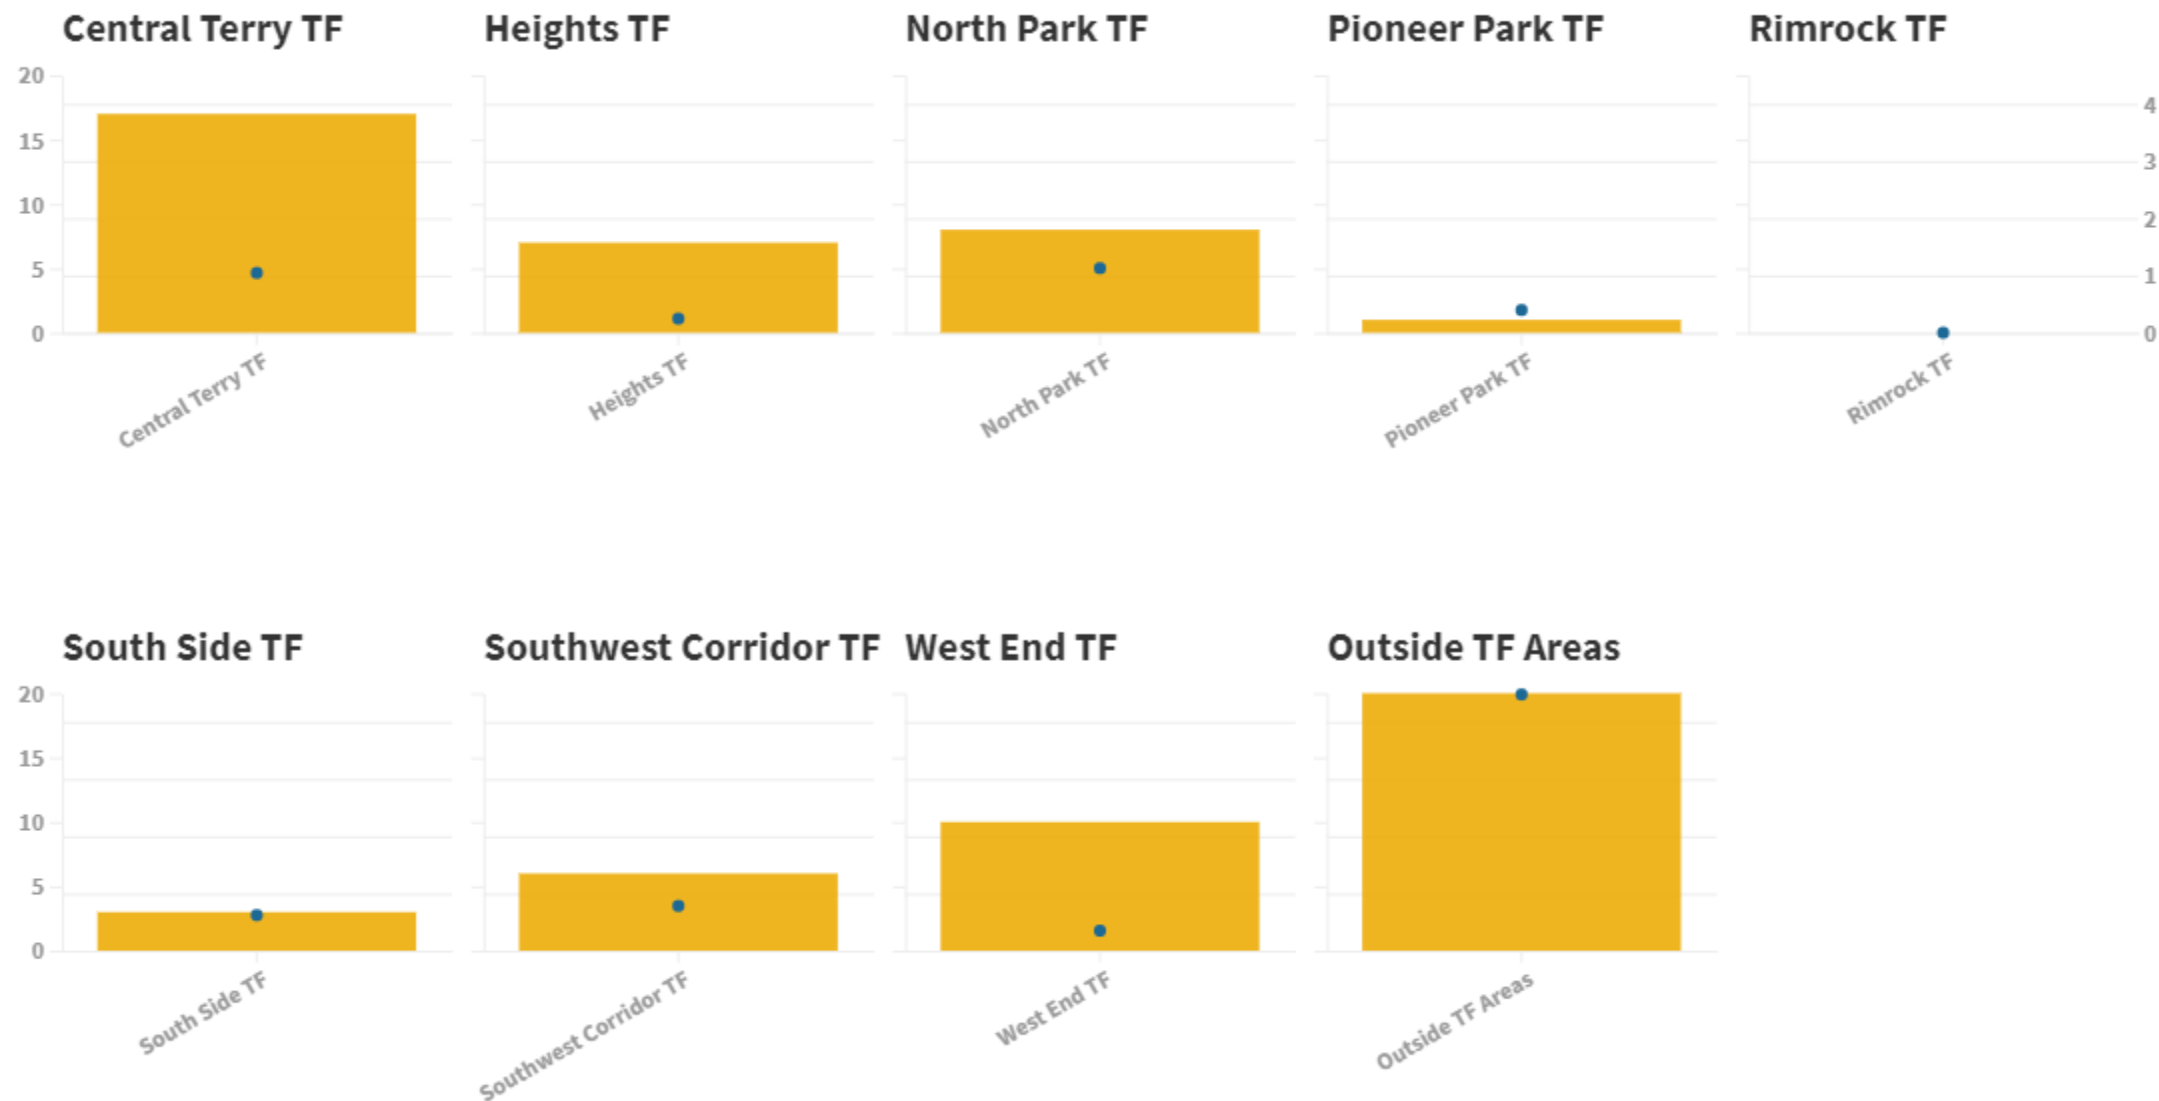 Central Terry TF
Heights TF
North Park TF
Pioneer Park TF
Rimrock TF
20
15
10
5
0
4
3
2
1
0
Central Terry TF
Heights TF
North Park TF
Pioneer Park TF
Rimrock TF
South Side TF
Southwest Corridor TF
West End TF
Outside TF Areas
20
15
10
5
0
South Side TF
Southwest Corridor TF
West End TF
Outside TF Areas